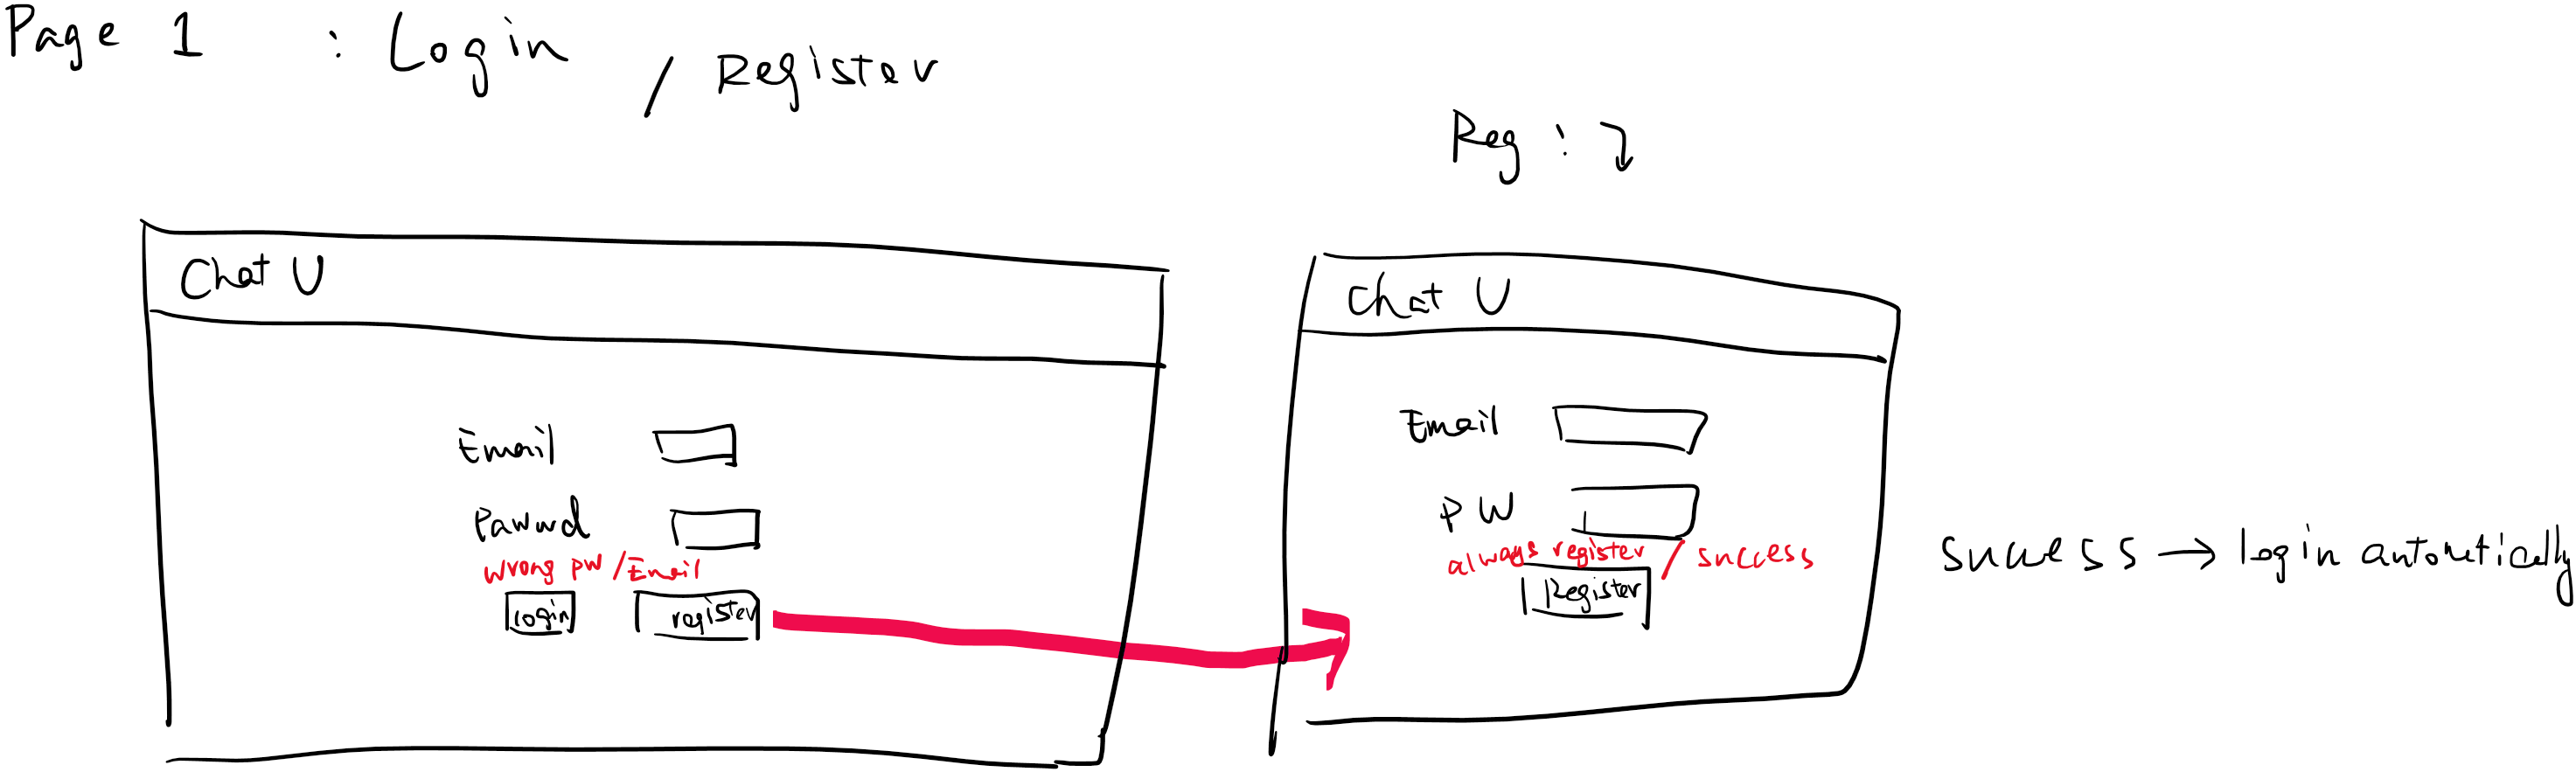 Page 1 : Login / Register
Reg :
Chat U
Email
Pawwd
wrong pw / Email
login register
Chat U
Email
PW
always register / success
Register
success → login automatically